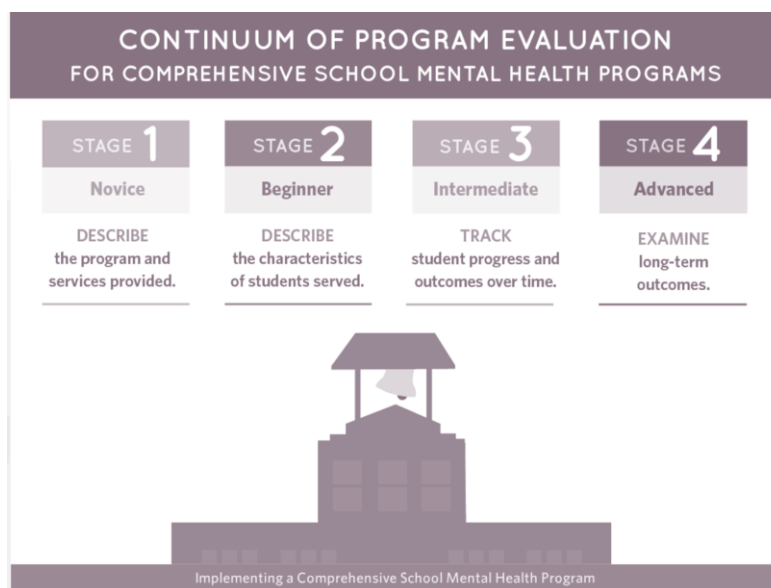 CONTINUUM OF PROGRAM EVALUATION
FOR COMPREHENSIVE SCHOOL MENTAL HEALTH PROGRAMS
STAGE 1
Novice
DESCRIBE
the program and
services provided.
STAGE 2
Beginner
DESCRIBE
the characteristics
of students served.
STAGE 3
Intermediate
TRACK
student progress and
outcomes over time.
STAGE 4
Advanced
EXAMINE
long-term
outcomes.
Implementing a Comprehensive School Mental Health Program